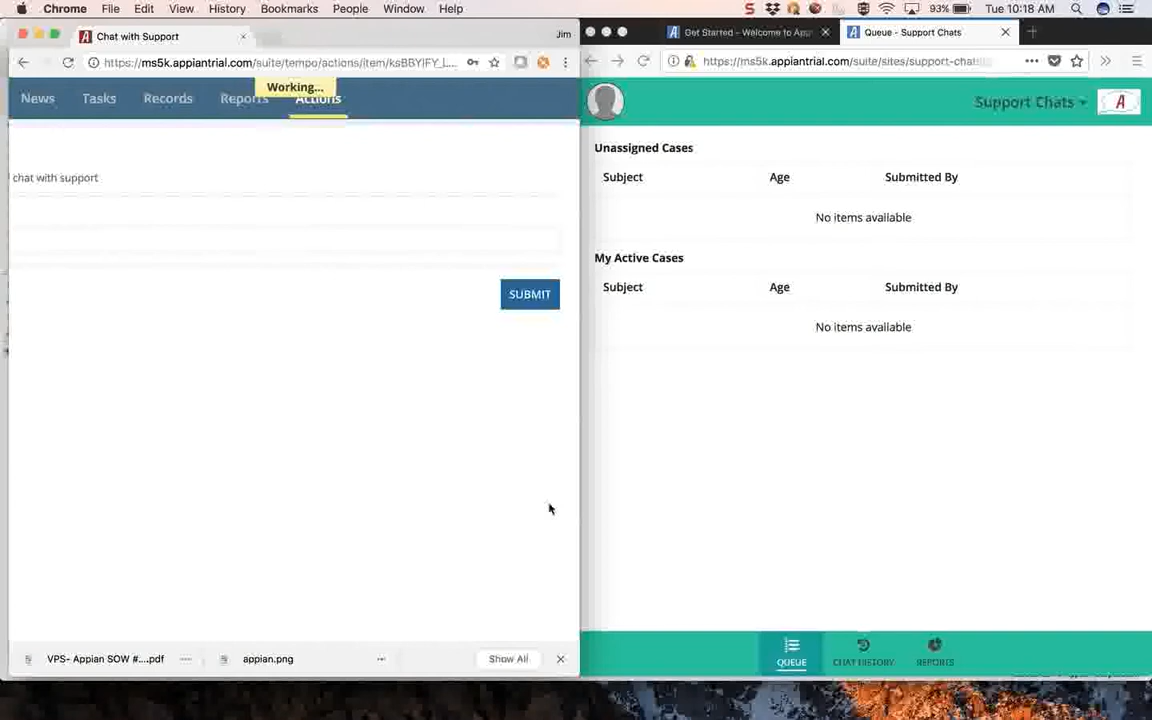 Chrome File Edit View History Bookmarks People Window Help 93% Tue 10:18 AM
Chat with Support Jim
https://ms5k.appiantrial.com/suite/tempo/actions/item/ksBBYlFY_L...
News Tasks Records Reports Actions
Working...
chat with support
SUBMIT
VPS- Appian SOW #....pdf appian.png Show All
Get Started - Welcome to App Queue - Support Chats
https://ms5k.appiantrial.com/suite/sites/support-chats
Support Chats A
Unassigned Cases
Subject Age Submitted By
No items available
My Active Cases
Subject Age Submitted By
No items available
QUEUE CHAT HISTORY REPORTS